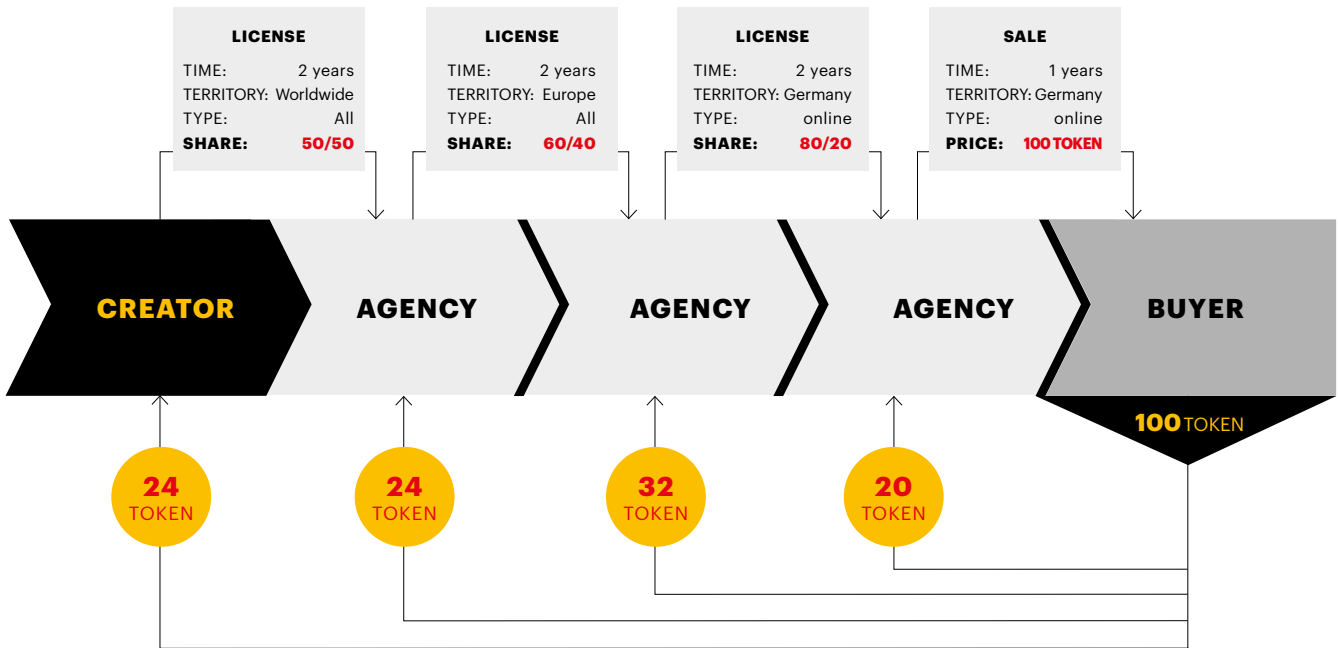 LICENSE
TIME: 2 years
TERRITORY: Worldwide
TYPE: All
SHARE: 50/50
LICENSE
TIME: 2 years
TERRITORY: Europe
TYPE: All
SHARE: 60/40
LICENSE
TIME: 2 years
TERRITORY: Germany
TYPE: online
SHARE: 80/20
SALE
TIME: 1 years
TERRITORY: Germany
TYPE: online
PRICE: 100 TOKEN
CREATOR
AGENCY
AGENCY
AGENCY
BUYER
100 TOKEN
24
TOKEN
24
TOKEN
32
TOKEN
20
TOKEN